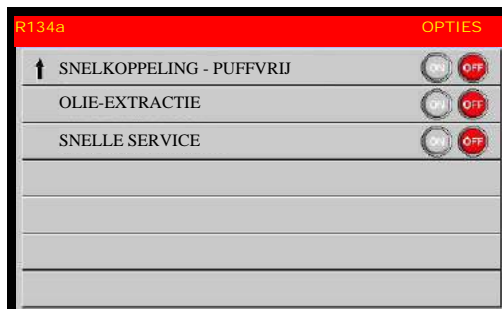 R134a OPTIES
SNELKOPPELING - PUFFVRIJ ON OFF
OLIE-EXTRACTIE ON OFF
SNELLE SERVICE ON OFF